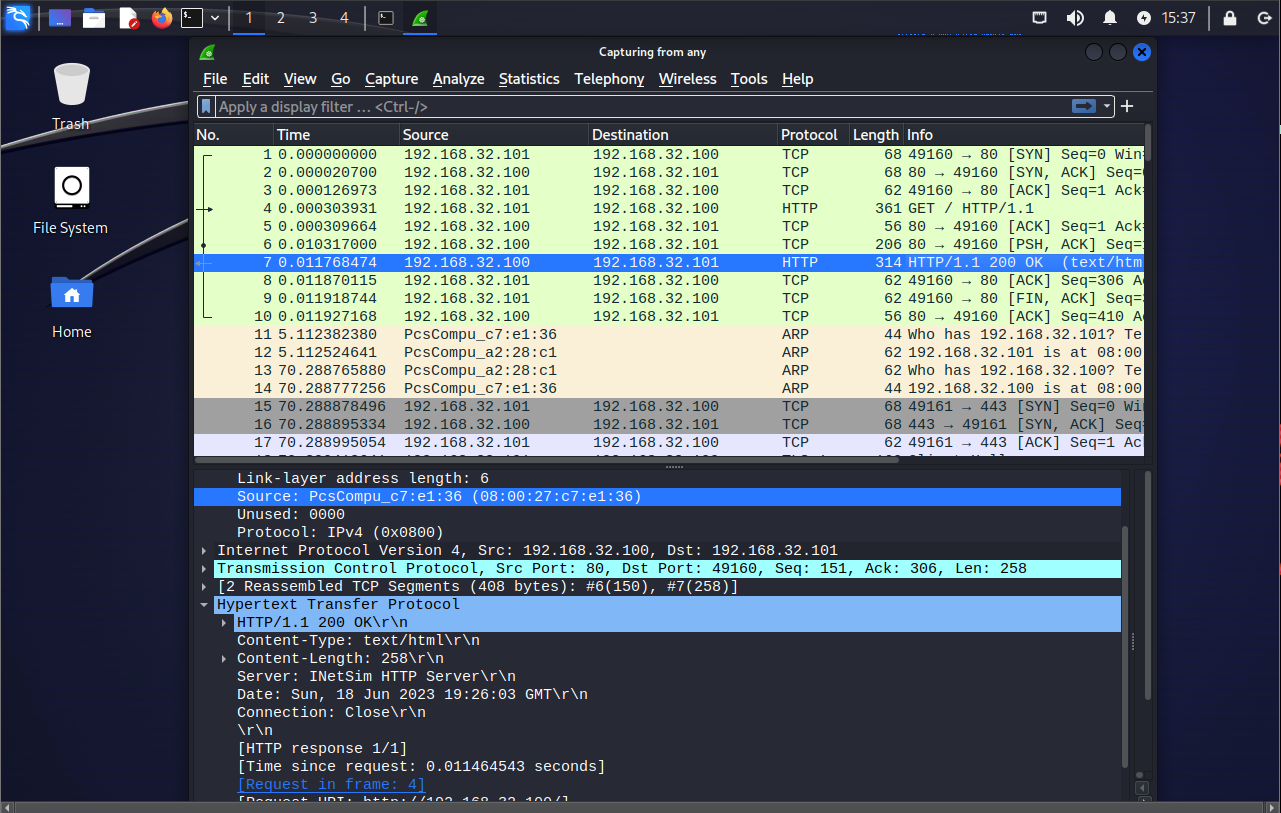 1 2 3 4 15:37
Capturing from any
File Edit View Go Capture Analyze Statistics Telephony Wireless Tools Help
Apply a display filter ... <Ctrl-/>
Trash
File System
Home
No. Time Source Destination Protocol Length Info
1 0.000000000 192.168.32.101 192.168.32.100 TCP 68 49160 → 80 [SYN] Seq=0 Win=
2 0.000020700 192.168.32.100 192.168.32.101 TCP 68 80 → 49160 [SYN, ACK] Seq=0
3 0.000126973 192.168.32.101 192.168.32.100 TCP 62 49160 → 80 [ACK] Seq=1 Ack=
4 0.000303931 192.168.32.101 192.168.32.100 HTTP 361 GET / HTTP/1.1
5 0.000309664 192.168.32.100 192.168.32.101 TCP 56 80 → 49160 [ACK] Seq=1 Ack=
6 0.010317000 192.168.32.100 192.168.32.101 TCP 206 80 → 49160 [PSH, ACK] Seq=
7 0.011768474 192.168.32.100 192.168.32.101 HTTP 314 HTTP/1.1 200 OK (text/htm
8 0.011870115 192.168.32.101 192.168.32.100 TCP 62 49160 → 80 [ACK] Seq=306 A
9 0.011918744 192.168.32.101 192.168.32.100 TCP 62 49160 → 80 [FIN, ACK] Seq=
10 0.011927168 192.168.32.100 192.168.32.101 TCP 56 80 → 49160 [ACK] Seq=410 A
11 5.112382380 PcsCompu_c7:e1:36 ARP 44 Who has 192.168.32.101? Te
12 5.112524641 PcsCompu_a2:28:c1 ARP 62 192.168.32.101 is at 08:00
13 70.288765880 PcsCompu_a2:28:c1 ARP 62 Who has 192.168.32.100? Te
14 70.288777256 PcsCompu_c7:e1:36 ARP 44 192.168.32.100 is at 08:00
15 70.288878496 192.168.32.101 192.168.32.100 TCP 68 49161 → 443 [SYN] Seq=0 Wi
16 70.288895334 192.168.32.100 192.168.32.101 TCP 68 443 → 49161 [SYN, ACK] Seq
17 70.288995054 192.168.32.101 192.168.32.100 TCP 62 49161 → 443 [ACK] Seq=1 Ac
Link-layer address length: 6
Source: PcsCompu_c7:e1:36 (08:00:27:c7:e1:36)
Unused: 0000
Protocol: IPv4 (0x0800)
Internet Protocol Version 4, Src: 192.168.32.100, Dst: 192.168.32.101
Transmission Control Protocol, Src Port: 80, Dst Port: 49160, Seq: 151, Ack: 306, Len: 258
[2 Reassembled TCP Segments (408 bytes): #6(150), #7(258)]
Hypertext Transfer Protocol
HTTP/1.1 200 OK\r\n
Content-Type: text/html\r\n
Content-Length: 258\r\n
Server: INetSim HTTP Server\r\n
Date: Sun, 18 Jun 2023 19:26:03 GMT\r\n
Connection: Close\r\n
\r\n
[HTTP response 1/1]
[Time since request: 0.011464543 seconds]
[Request in frame: 4]
[Request URI: http://192.168.32.100/]